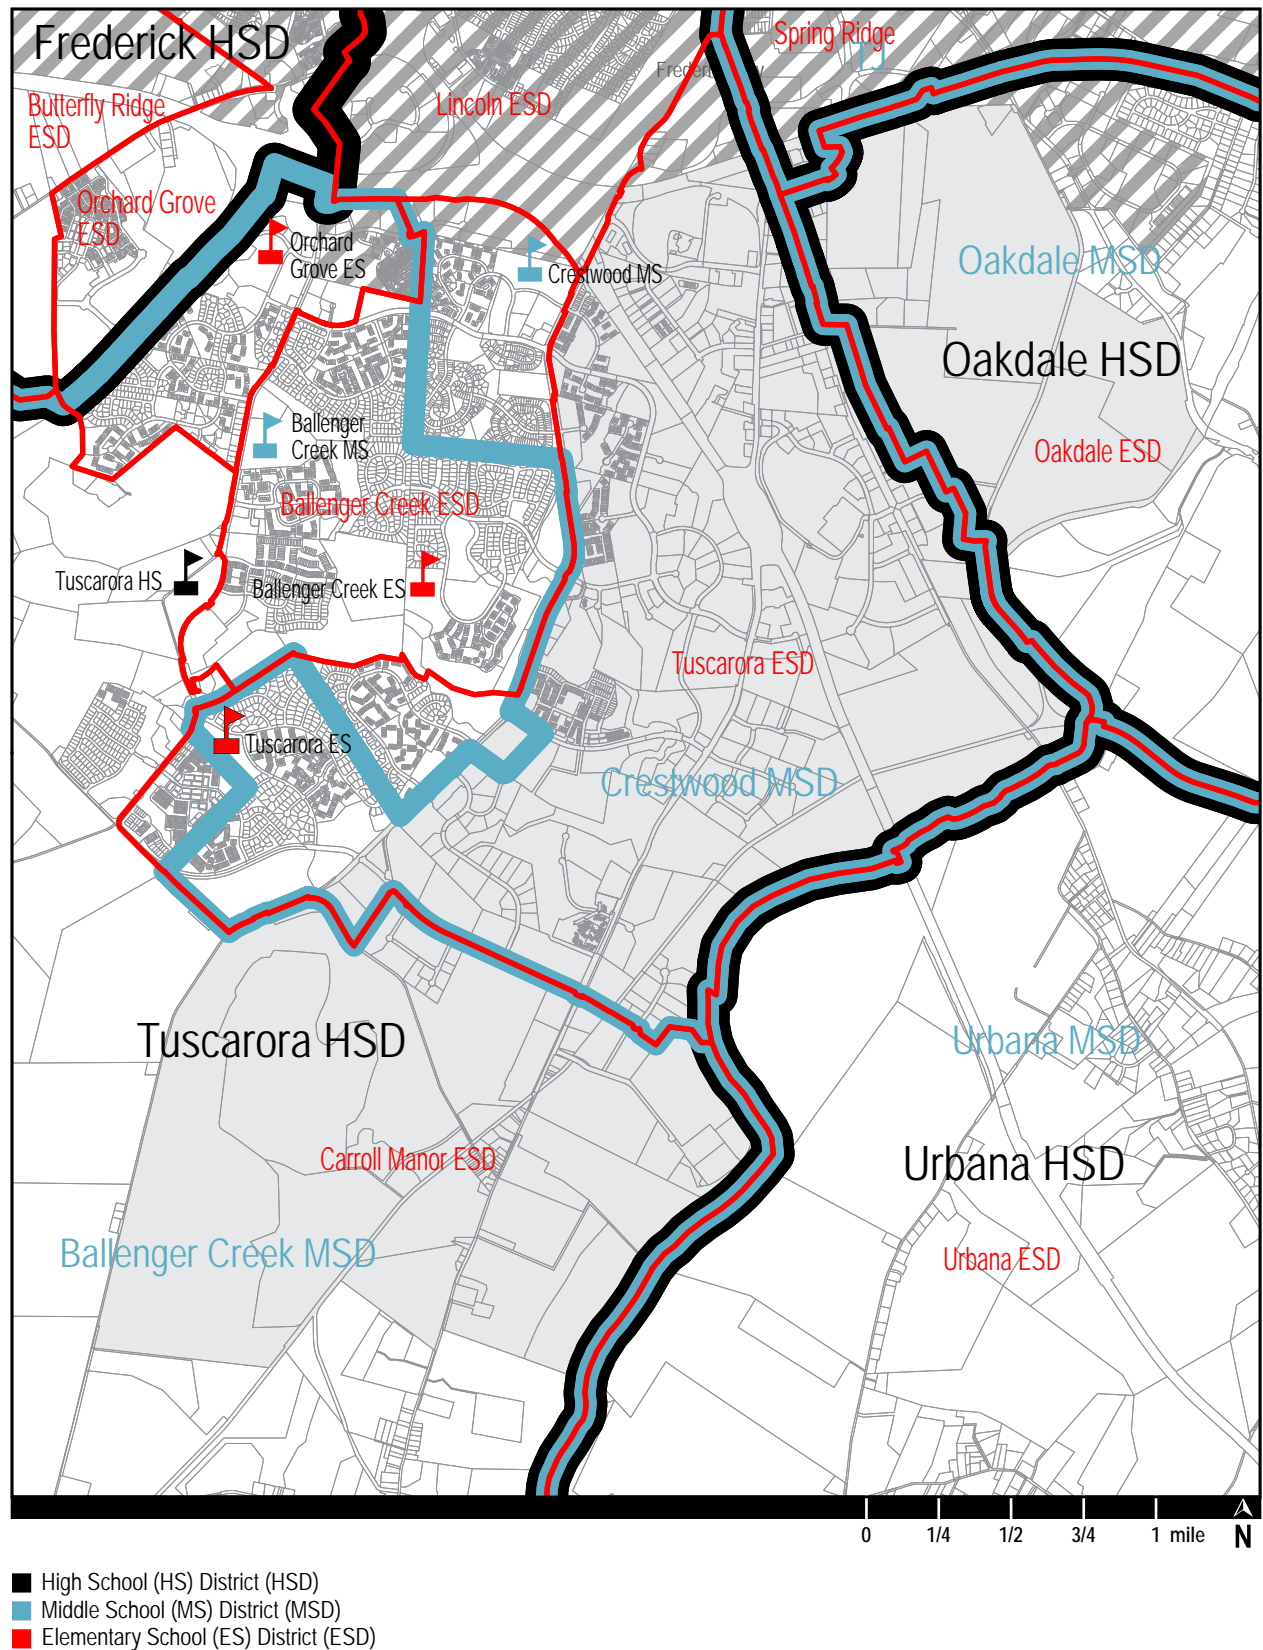 Frederick HSD
Spring Ridge
TJ
Butterfly Ridge
ESD
Lincoln ESD
Orchard Grove
ESD
Orchard
Grove ES
Crestwood MS
Oakdale MSD
Oakdale HSD
Ballenger
Creek MS
Oakdale ESD
Ballenger Creek ESD
Tuscarora HS
Ballenger Creek ES
Tuscarora ESD
Tuscarora ES
Crestwood MSD
Tuscarora HSD
Urbana MSD
Carroll Manor ESD
Urbana HSD
Ballenger Creek MSD
Urbana ESD
0 1/4 1/2 3/4 1 mile N
High School (HS) District (HSD)
Middle School (MS) District (MSD)
Elementary School (ES) District (ESD)